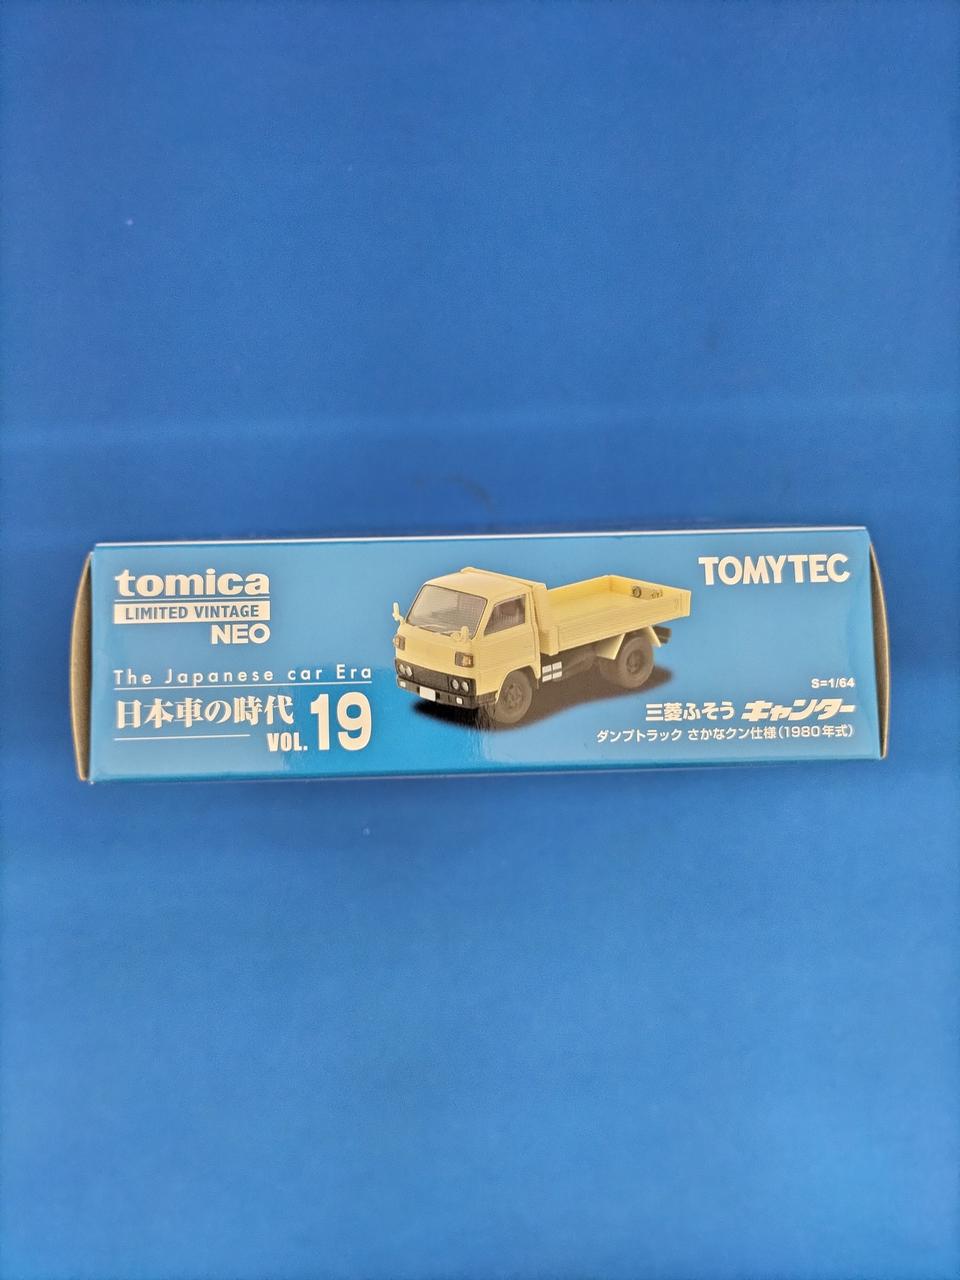 tomica
LIMITED VINTAGE
NEO
The Japanese car Era
日本車の時代
VOL. 19
TOMYTEC
S=1/64
三菱ふそう キャンター
ダンプトラック さかなクン仕様(1980年式)